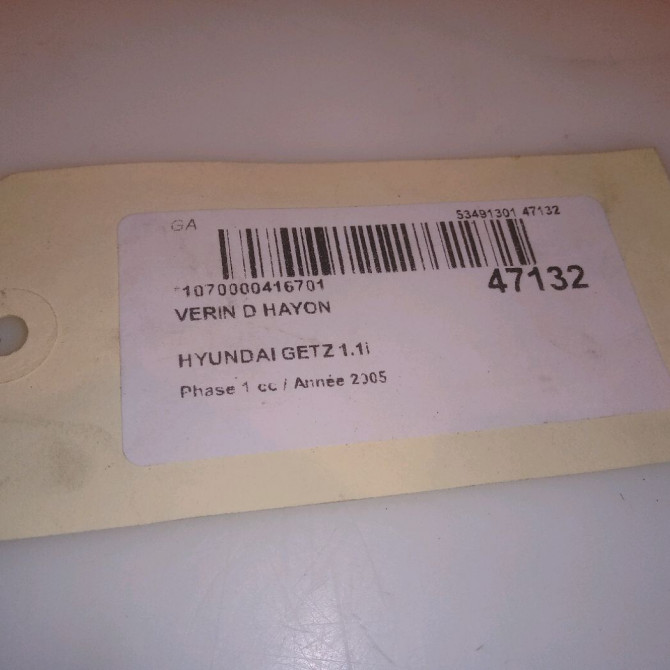 GA
53491301 47132
*1070000416701
47132
VERIN D HAYON
HYUNDAI GETZ 1.1i
Phase 1 cc / Année 2005